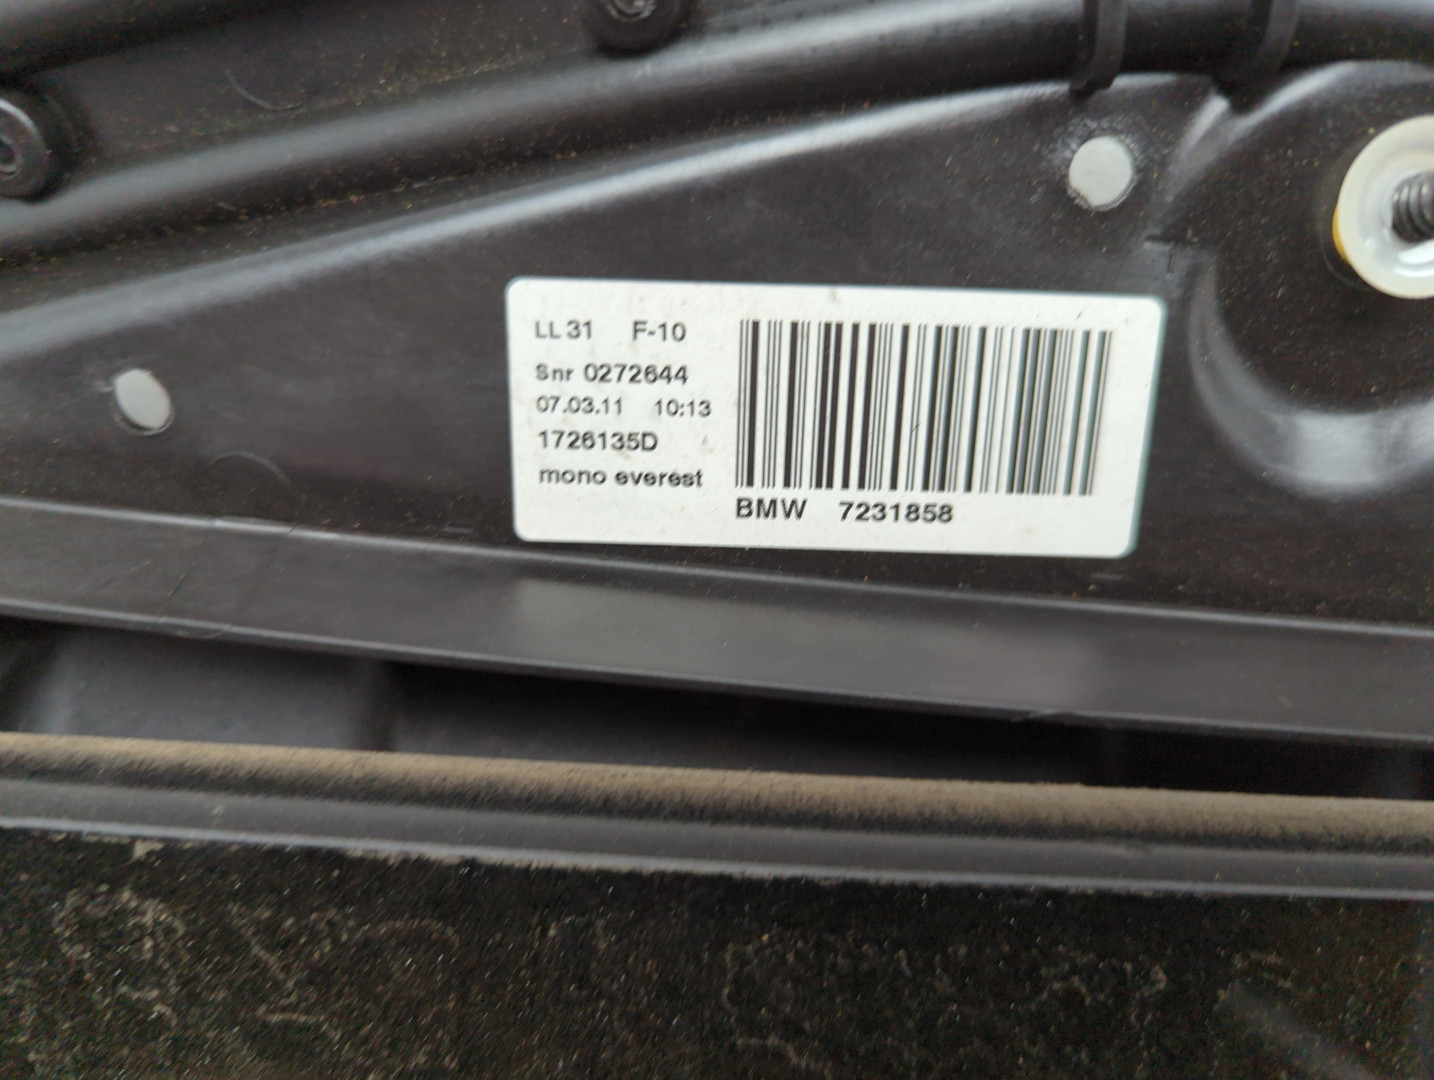 LL 31 F-10
Snr 0272644
07.03.11 10:13
1726135D
mono everest
BMW 7231858